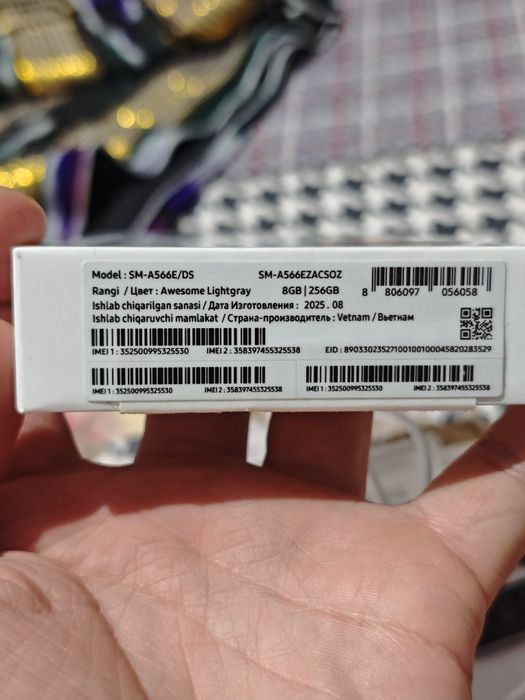 Model : SM-A566E/DS SM-A566EZACSOZ
Rangi / Цвет : Awesome Lightgray 8GB | 256GB
8 806097 056058
Ishlab chiqarilgan sanasi / Дата Изготовления : 2025 . 08
Ishlab chiqaruvchi mamlakat / Страна-производитель : Vetnam / Вьетнам
IMEI 1 : 352500995325530 IMEI 2 : 358397455325538 EID : 89033023527100100100045820283529
IMEI 1 : 352500995325530 IMEI 2 : 358397455325538 IMEI 1 : 352500995325530 IMEI 2 : 358397455325538